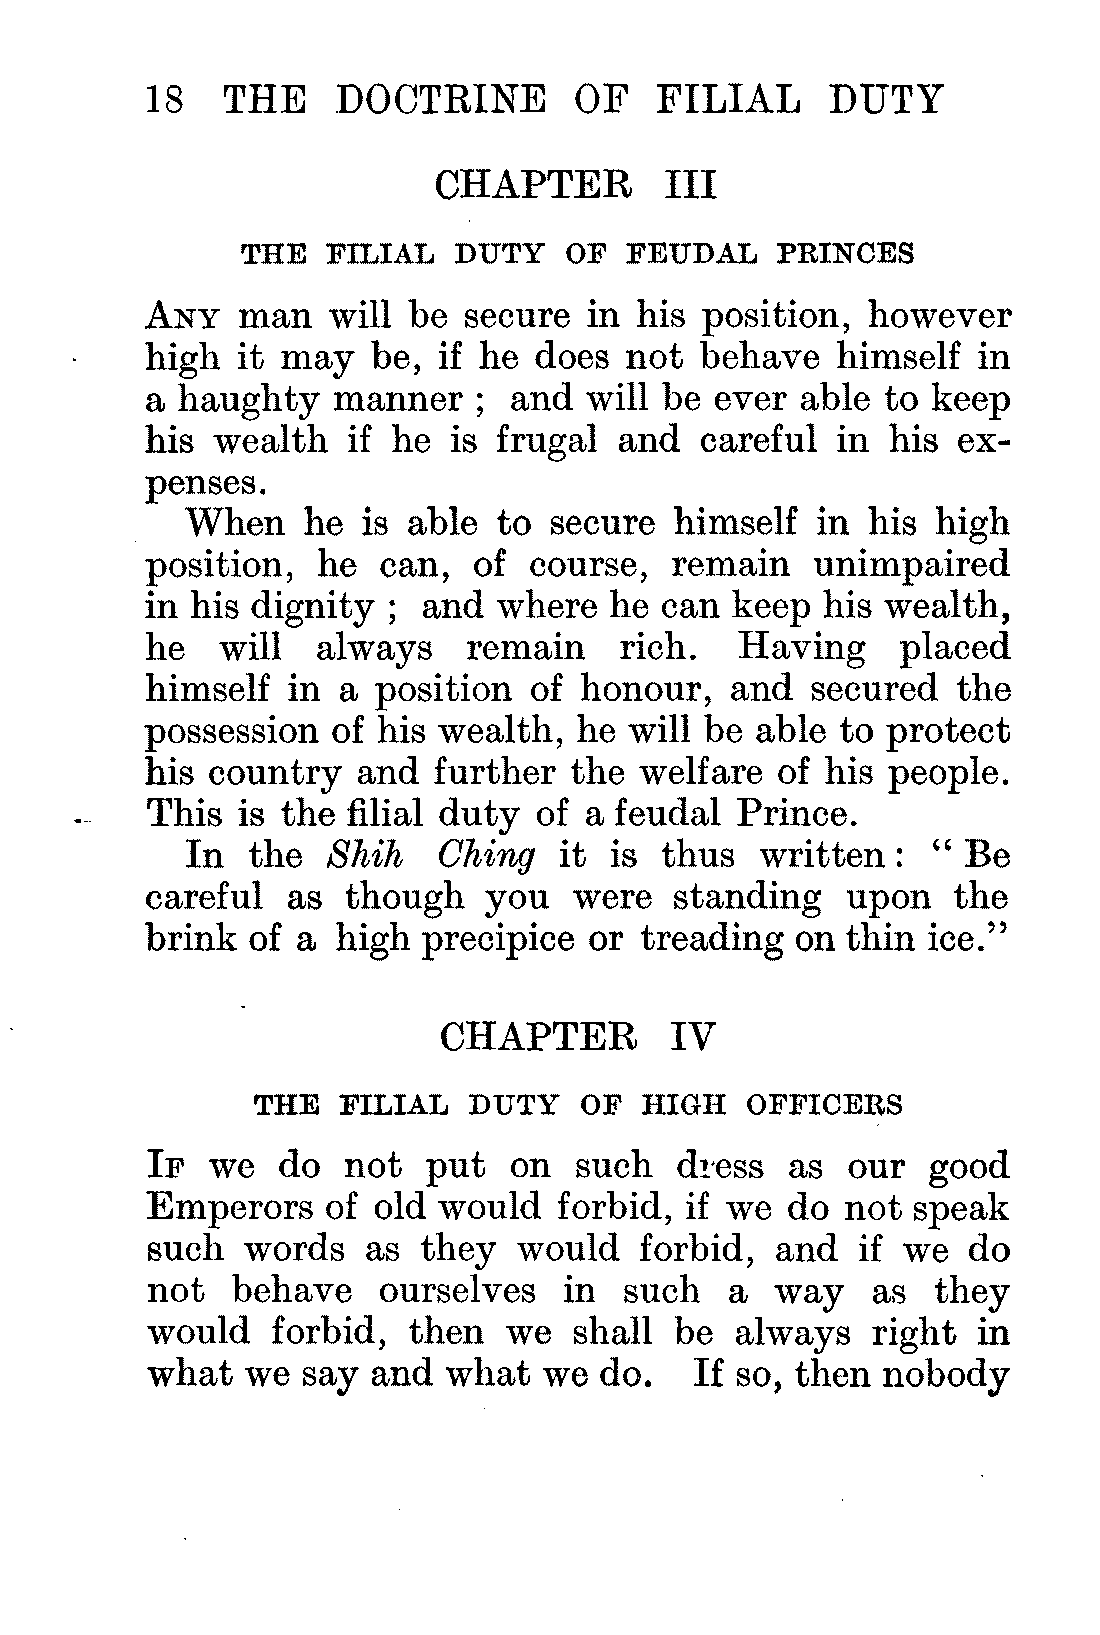 18 THE DOCTRINE OF FILIAL DUTY
CHAPTER III
THE FILIAL DUTY OF FEUDAL PRINCES
ANY man will be secure in his position, however
high it may be, if he does not behave himself in
a haughty manner ; and will be ever able to keep
his wealth if he is frugal and careful in his ex-
penses.
When he is able to secure himself in his high
position, he can, of course, remain unimpaired
in his dignity ; and where he can keep his wealth,
he will always remain rich. Having placed
himself in a position of honour, and secured the
possession of his wealth, he will be able to protect
his country and further the welfare of his people.
This is the filial duty of a feudal Prince.
In the Shih Ching it is thus written : “ Be
careful as though you were standing upon the
brink of a high precipice or treading on thin ice.”
CHAPTER IV
THE FILIAL DUTY OF HIGH OFFICERS
IF we do not put on such dress as our good
Emperors of old would forbid, if we do not speak
such words as they would forbid, and if we do
not behave ourselves in such a way as they
would forbid, then we shall be always right in
what we say and what we do. If so, then nobody